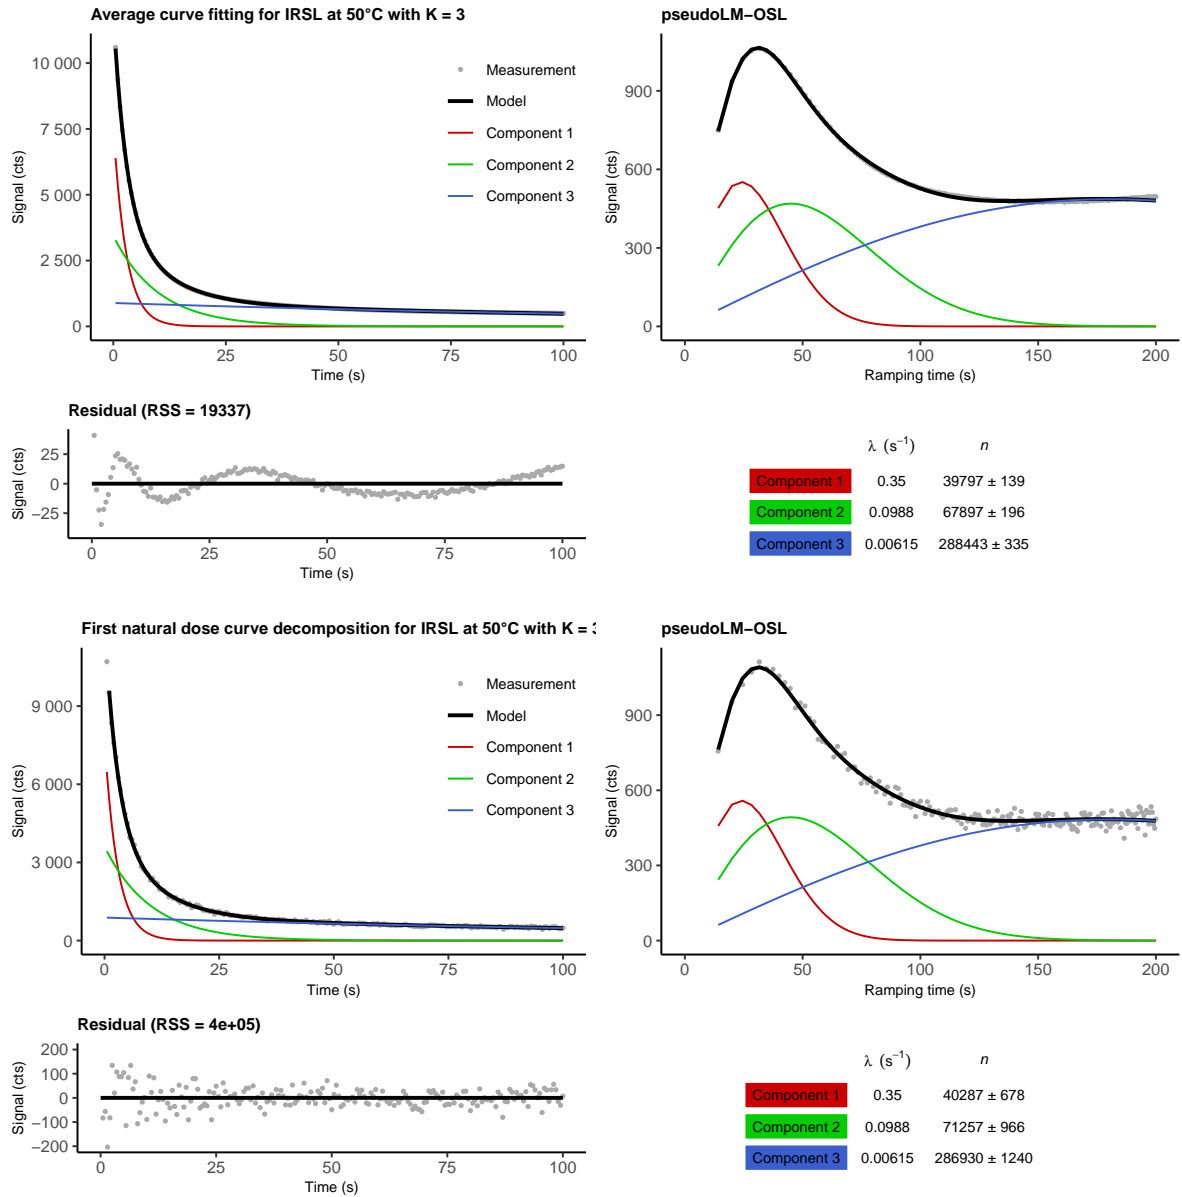 Average curve fitting for IRSL at 50°C with K = 3
10 000
7 500
5 000
2 500
0
Signal (cts)
Measurement
Model
Component 1
Component 2
Component 3
0 25 50 75 100
Time (s)
pseudoLM−OSL
900
600
300
0
Signal (cts)
0 50 100 150 200
Ramping time (s)
Residual (RSS = 19337)
25
0
−25
Signal (cts)
0 25 50 75 100
Time (s)
λ (s⁻¹) n
Component 1 0.35 39797 ± 139
Component 2 0.0988 67897 ± 196
Component 3 0.00615 288443 ± 335
First natural dose curve decomposition for IRSL at 50°C with K =
9 000
6 000
3 000
0
Signal (cts)
Measurement
Model
Component 1
Component 2
Component 3
0 25 50 75 100
Time (s)
pseudoLM−OSL
900
600
300
0
Signal (cts)
0 50 100 150 200
Ramping time (s)
Residual (RSS = 4e+05)
200
100
0
−100
−200
Signal (cts)
0 25 50 75 100
Time (s)
λ (s⁻¹) n
Component 1 0.35 40287 ± 678
Component 2 0.0988 71257 ± 966
Component 3 0.00615 286930 ± 1240